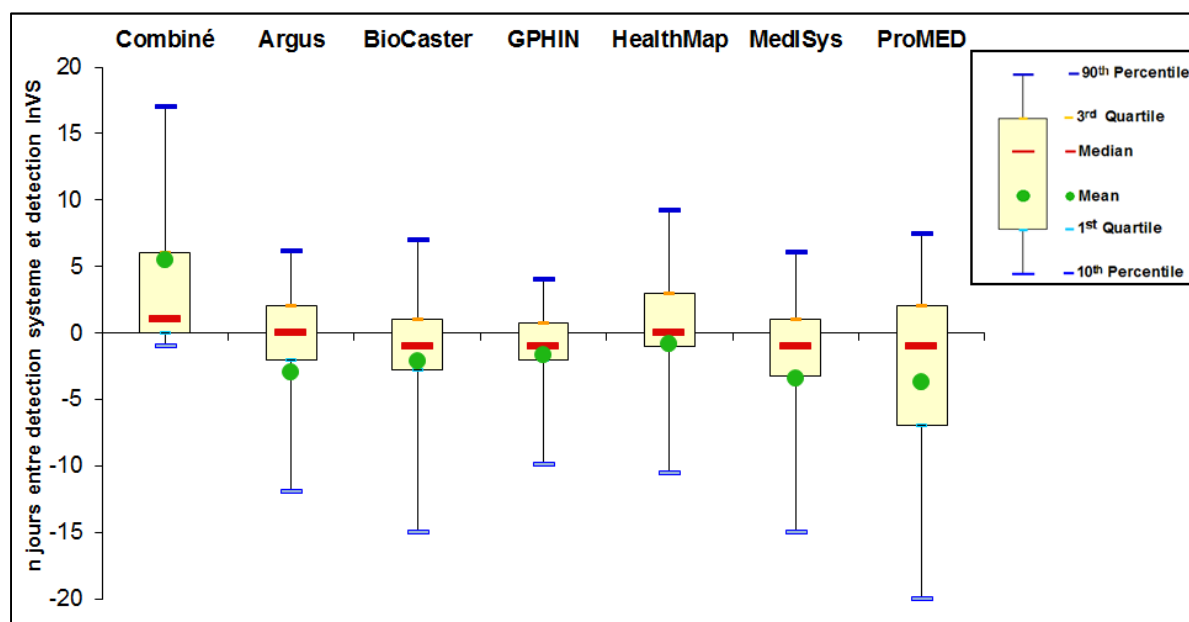 Combiné Argus BioCaster GPHIN HealthMap MedISys ProMED
n jours entre detection systeme et detection InVS
20
15
10
5
0
-5
-10
-15
-20
90th Percentile
3rd Quartile
Median
Mean
1st Quartile
10th Percentile